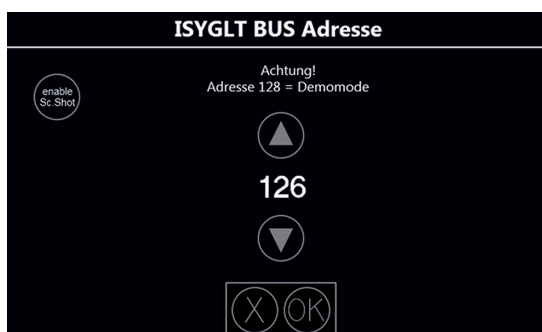 ISYGLT BUS Adresse
Achtung!
Adresse 128 = Demomode
enable
Sc.Shot
126
X OK